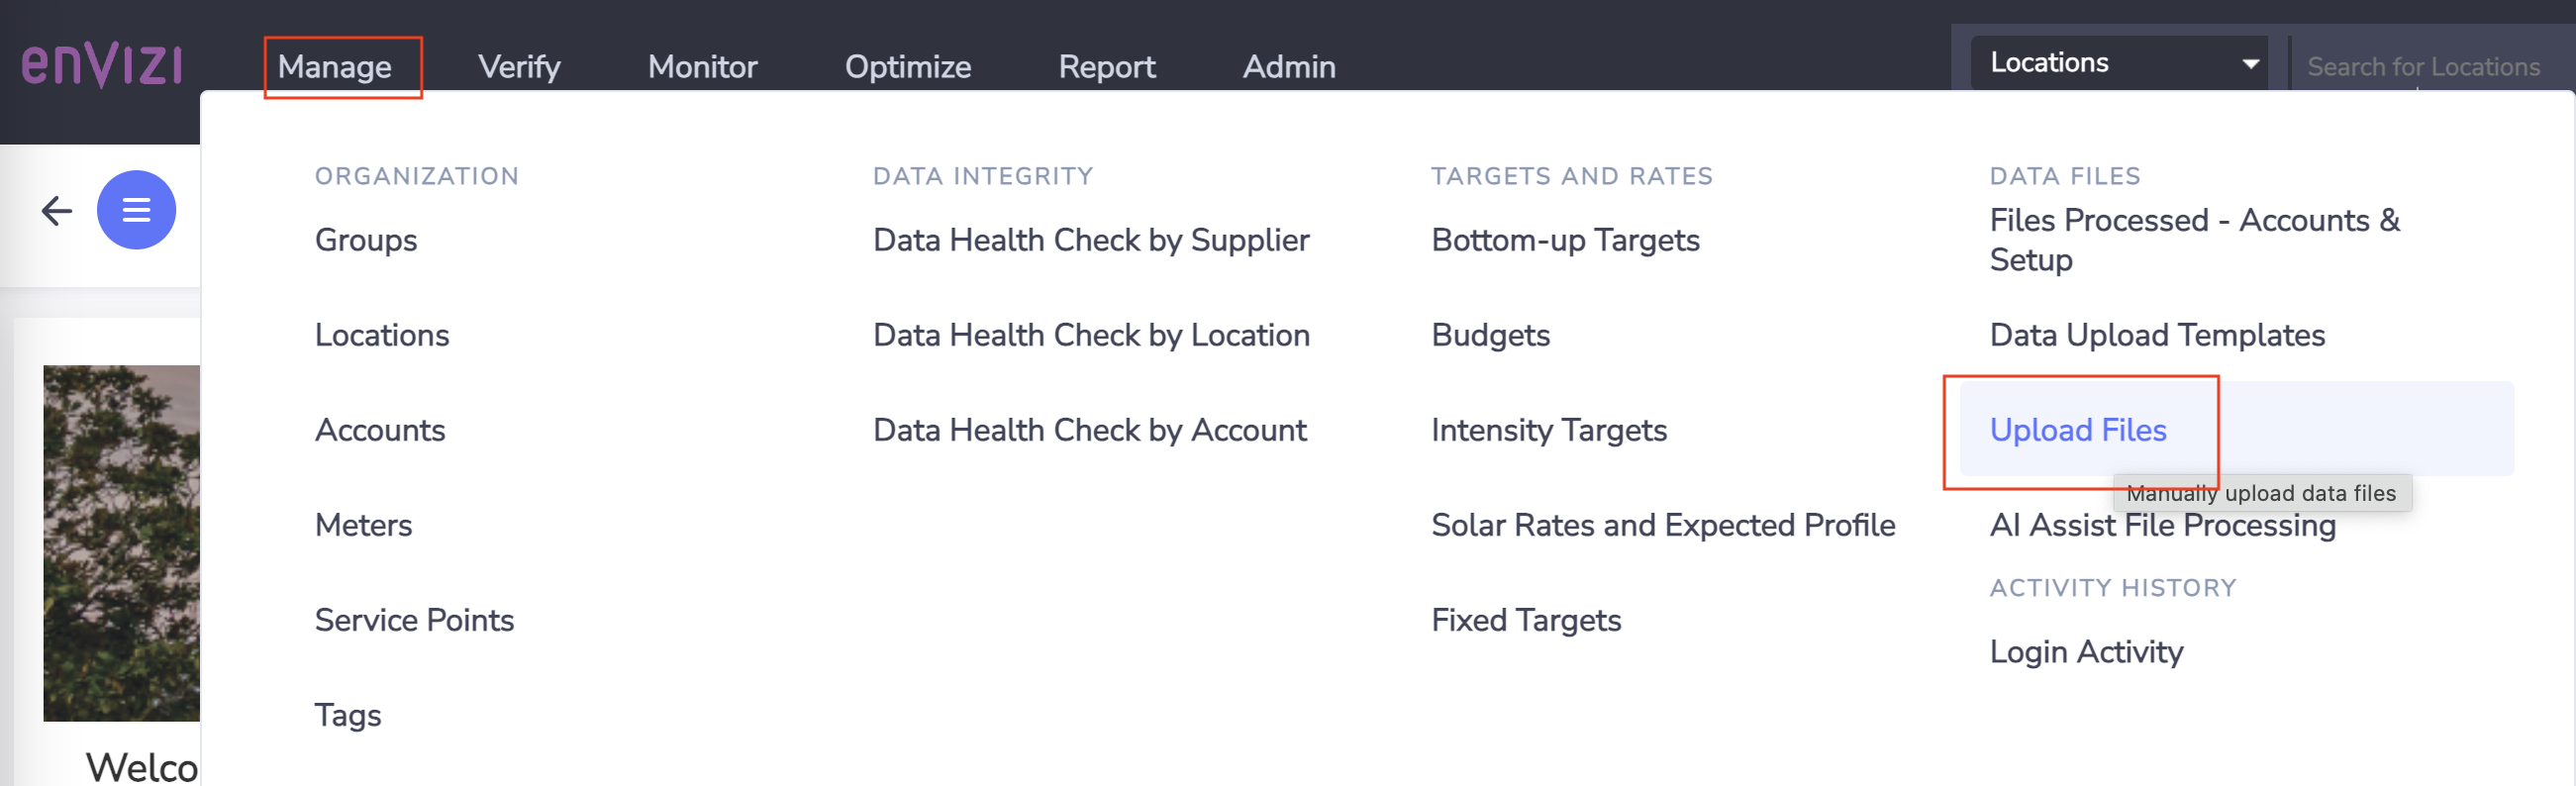 enVIZI
Manage Verify Monitor Optimize Report Admin Locations Search for Locations
ORGANIZATION
Groups
Locations
Accounts
Meters
Service Points
Tags
DATA INTEGRITY
Data Health Check by Supplier
Data Health Check by Location
Data Health Check by Account
TARGETS AND RATES
Bottom-up Targets
Budgets
Intensity Targets
Solar Rates and Expected Profile
Fixed Targets
DATA FILES
Files Processed - Accounts &
Setup
Data Upload Templates
Upload Files
Manually upload data files
AI Assist File Processing
ACTIVITY HISTORY
Login Activity
Welco